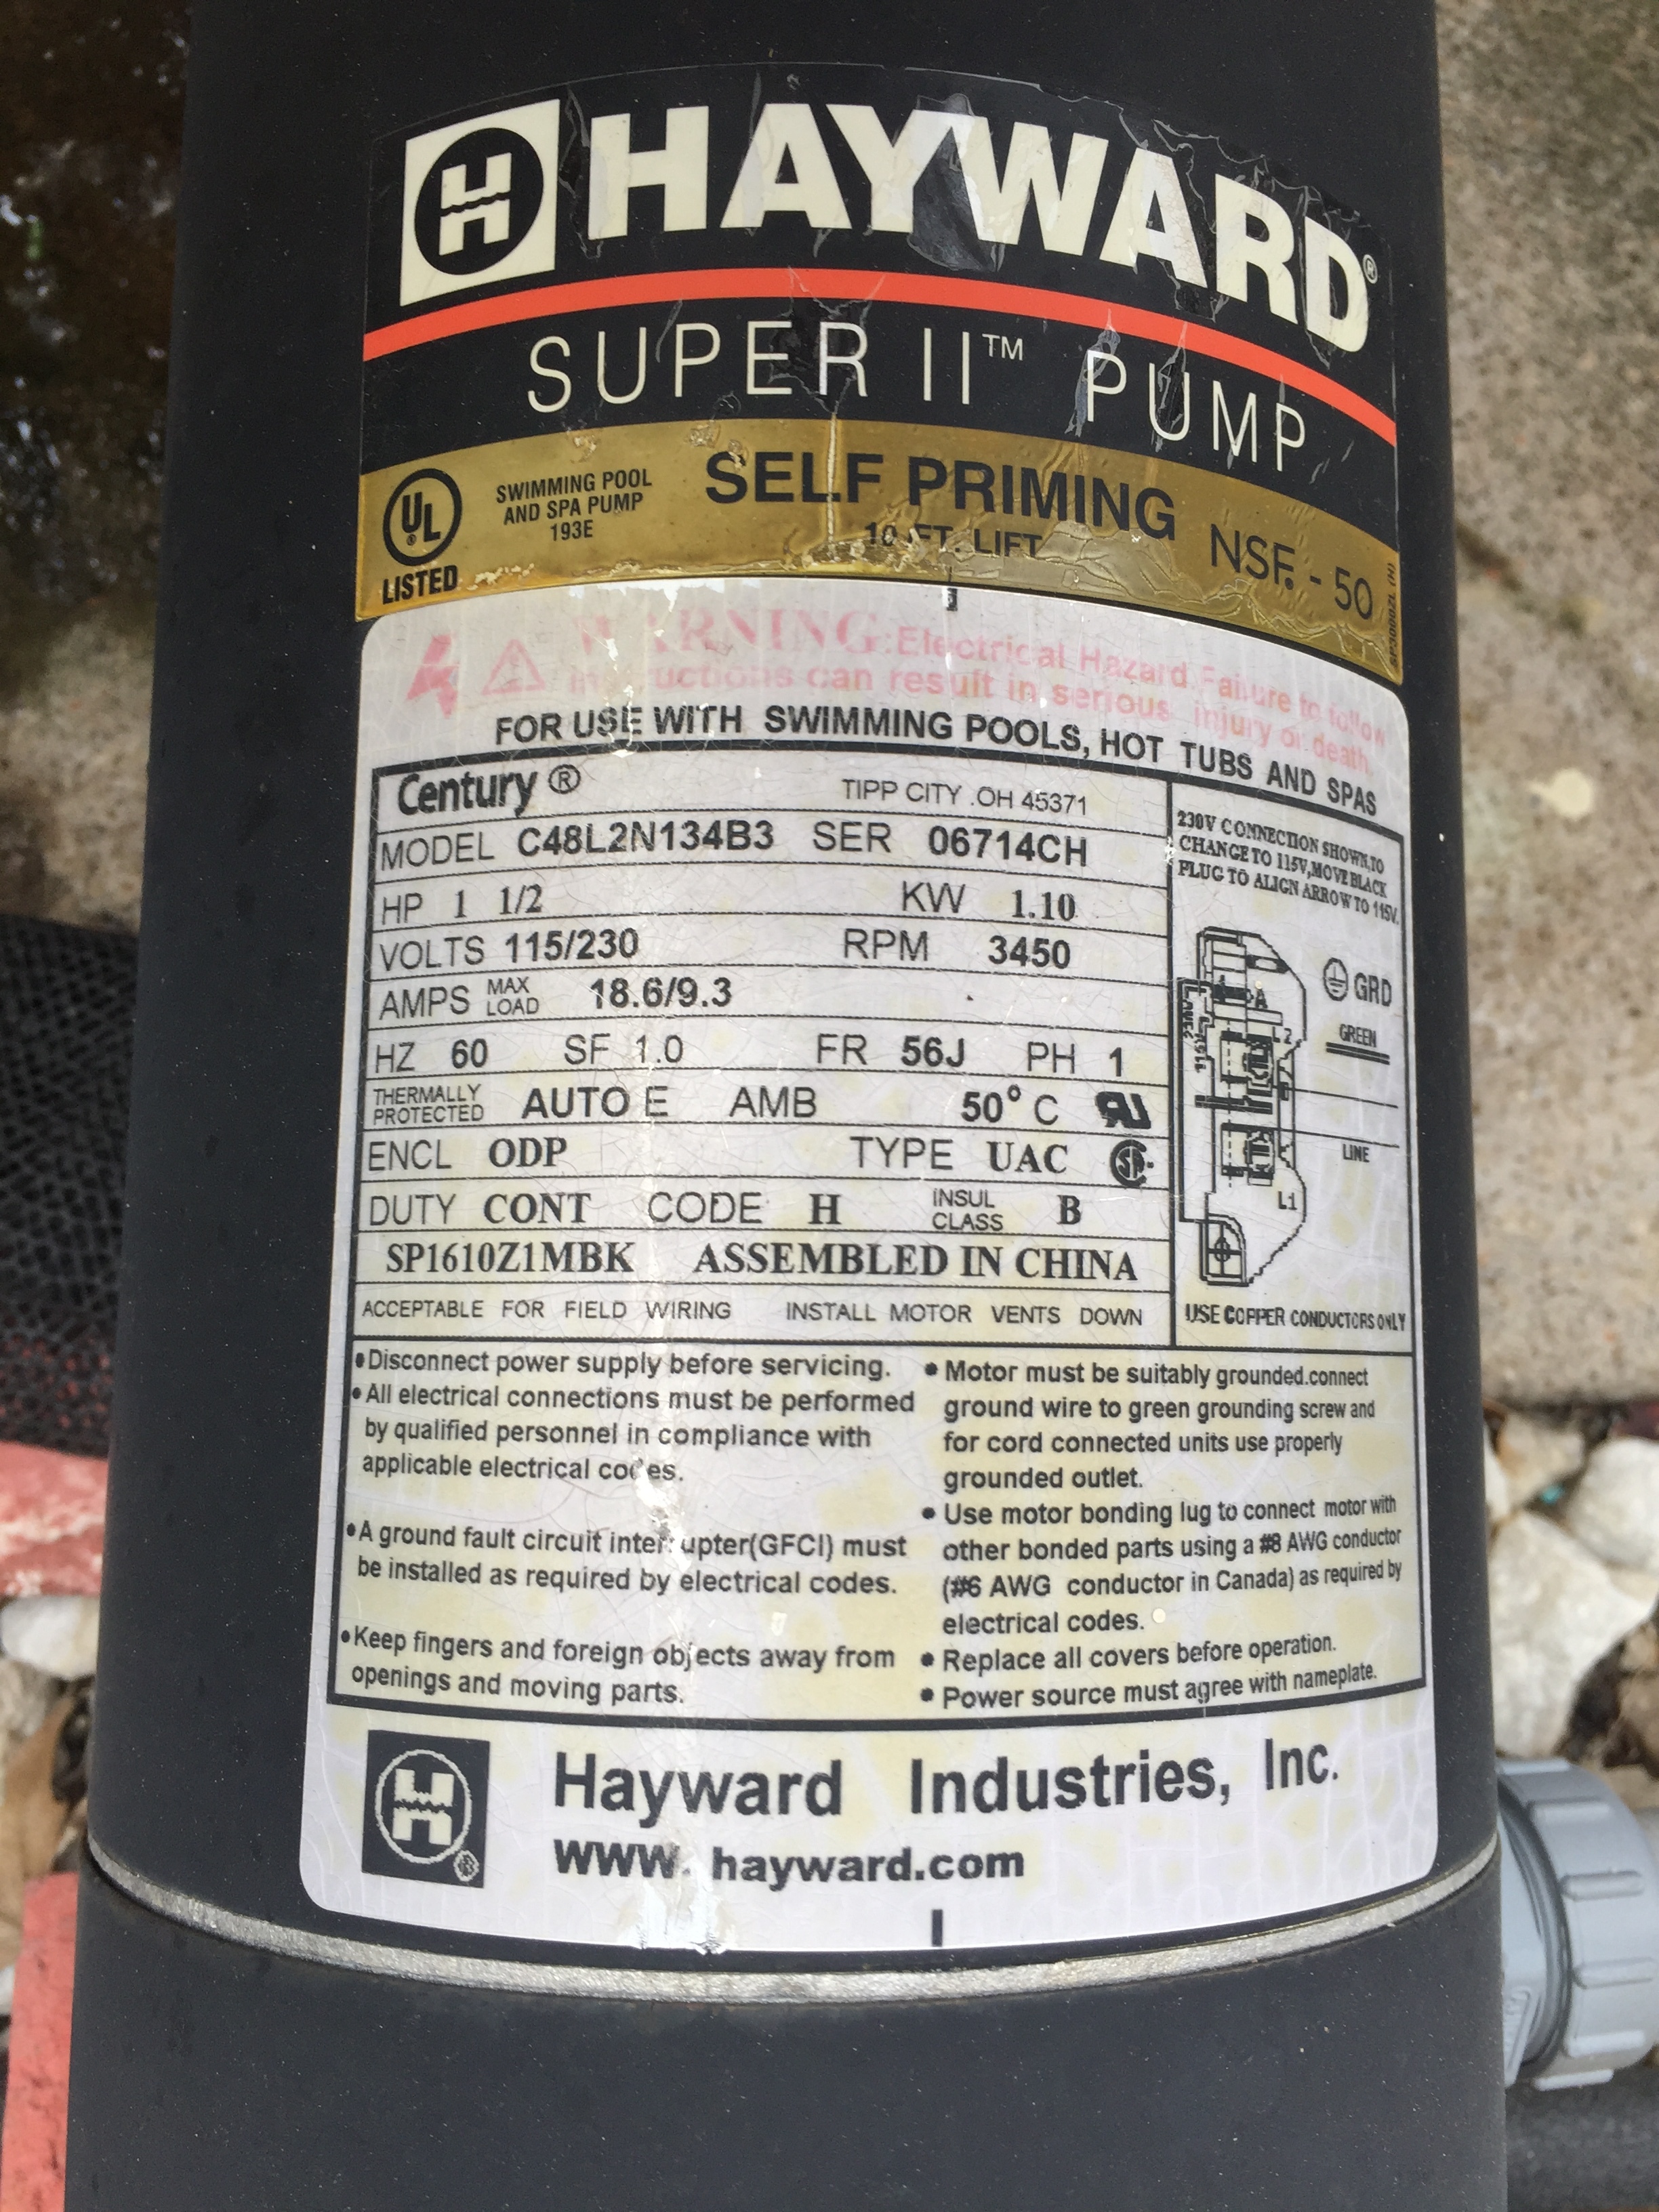 H HAYWARD®
SUPER II™ PUMP
UL® LISTED
SWIMMING POOL
AND SPA PUMP
193E
SELF PRIMING
10 FT. LIFT
NSF. - 50
SP3000ZL (H)
WARNING:Electrical Hazard Failure to follow
instructions can result in serious injury or death.
FOR USE WITH SWIMMING POOLS, HOT TUBS AND SPAS
Century ® TIPP CITY .OH 45371
MODEL C48L2N134B3 SER 06714CH
HP 1 1/2 KW 1.10
VOLTS 115/230 RPM 3450
AMPS MAX LOAD 18.6/9.3
HZ 60 SF 1.0 FR 56J PH 1
THERMALLY PROTECTED AUTO E AMB 50° C
ENCL ODP TYPE UAC
DUTY CONT CODE H INSUL CLASS B
SP1610Z1MBK ASSEMBLED IN CHINA
ACCEPTABLE FOR FIELD WIRING INSTALL MOTOR VENTS DOWN
230V CONNECTION SHOWN,TO
CHANGE TO 115V,MOVE BLACK
PLUG TO ALIGN ARROW TO 115V.
A
230V
115V
L2
GRD
GREEN
LINE
L1
USE COPPER CONDUCTORS ONLY
•Disconnect power supply before servicing.
•All electrical connections must be performed
by qualified personnel in compliance with
applicable electrical codes.
•A ground fault circuit interrupter(GFCI) must
be installed as required by electrical codes.
•Keep fingers and foreign objects away from
openings and moving parts.
• Motor must be suitably grounded.connect
ground wire to green grounding screw and
for cord connected units use properly
grounded outlet.
• Use motor bonding lug to connect motor with
other bonded parts using a #8 AWG conductor
(#6 AWG conductor in Canada) as required by
electrical codes.
• Replace all covers before operation.
• Power source must agree with nameplate.
H®
Hayward Industries, Inc.
www. hayward.com